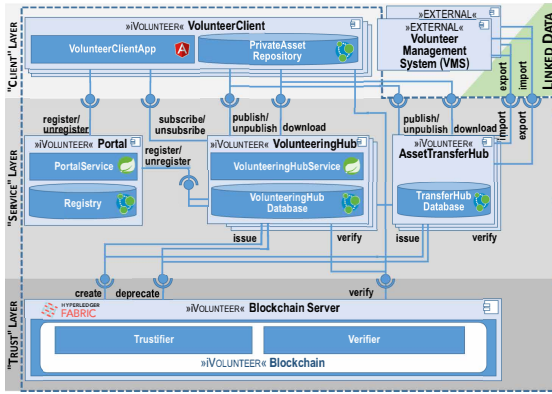 "CLIENT" LAYER
»IVOLUNTEER« VolunteerClient
VolunteerClientApp
PrivateAsset
Repository
»EXTERNAL«
»EXTERNAL«
Volunteer
Management
System (VMS)
export
import
LINKED DATA
register/
unregister
subscribe/
unsubsribe
publish/
unpublish
download
publish/
unpublish
download
import
export
"SERVICE" LAYER
»IVOLUNTEER« Portal
PortalService
Registry
register/
unregister
»IVOLUNTEER« VolunteeringHub
VolunteeringHubService
VolunteeringHub
Database
»IVOLUNTEER«
AssetTransferHub
TransferHub
Database
issue
verify
issue
verify
create
deprecate
verify
"TRUST" LAYER
HYPERLEDGER
FABRIC
»IVOLUNTEER« Blockchain Server
Trustifier
Verifier
»IVOLUNTEER« Blockchain